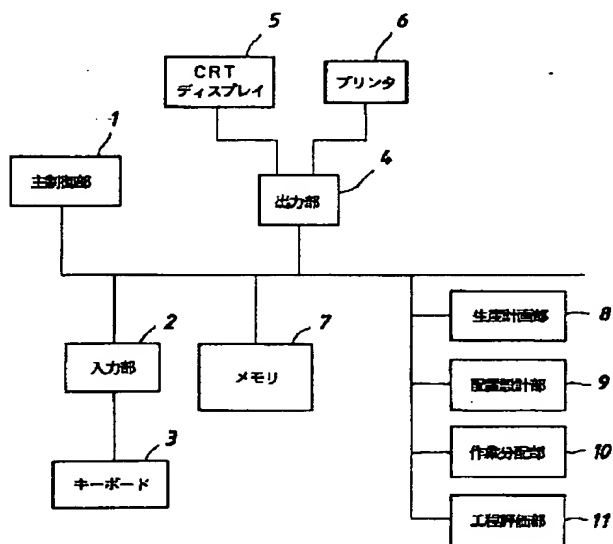 5
CRT
ディスプレイ
6
プリンタ
1
主制御部
4
出力部
2
入力部
7
メモリ
3
キーボード
生産計画部
8
配置設計部
9
作業分配部
10
工程評価部
11